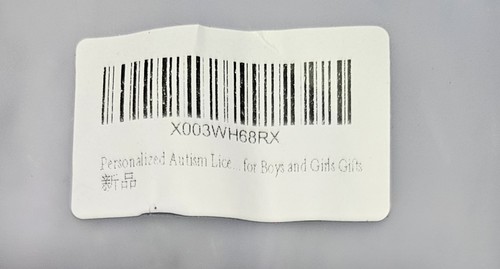 X003WH68RX
Personalized Autism Lice...for Boys and Girls Gifts
新品